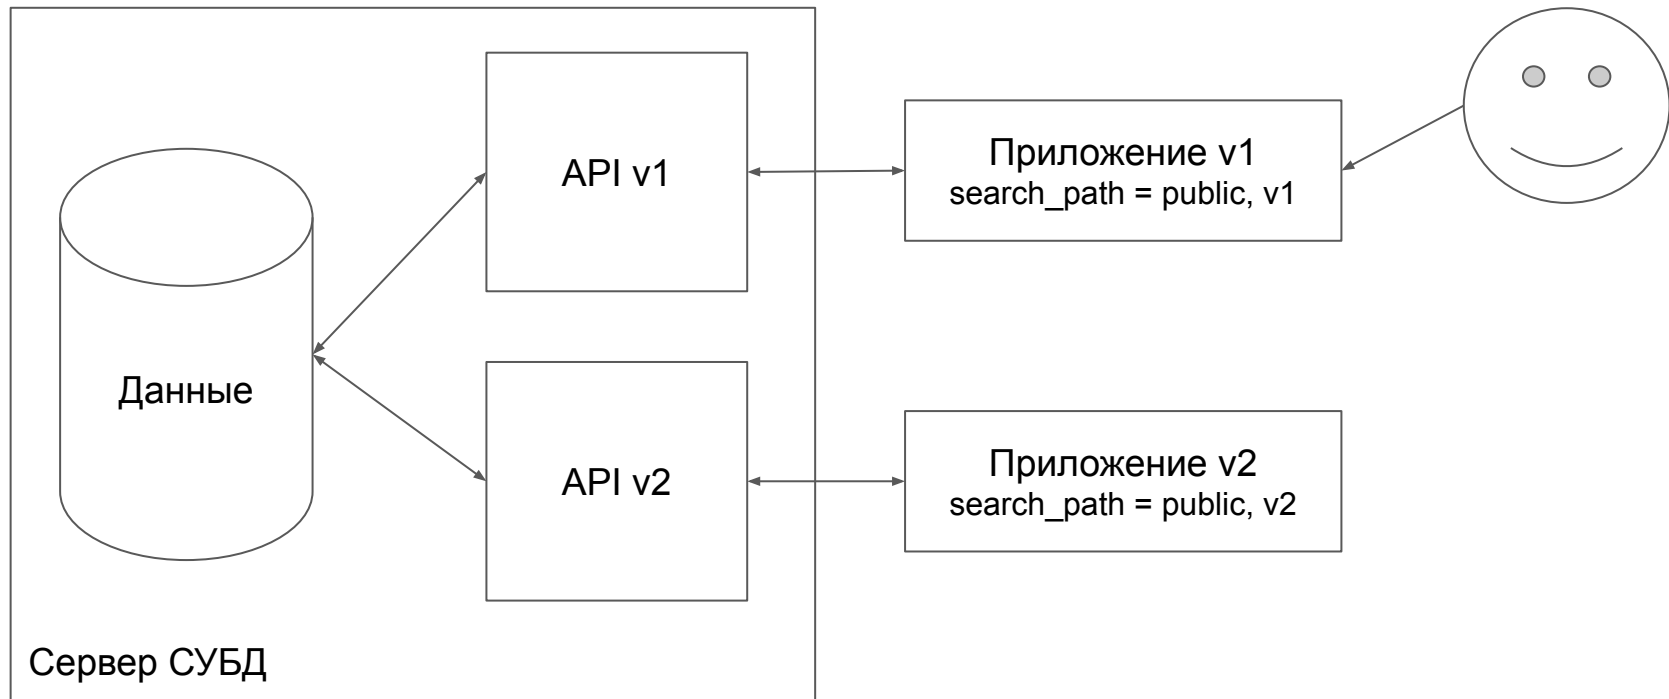 API v1
Приложение v1
search_path = public, v1
Данные
API v2
Приложение v2
search_path = public, v2
Сервер СУБД